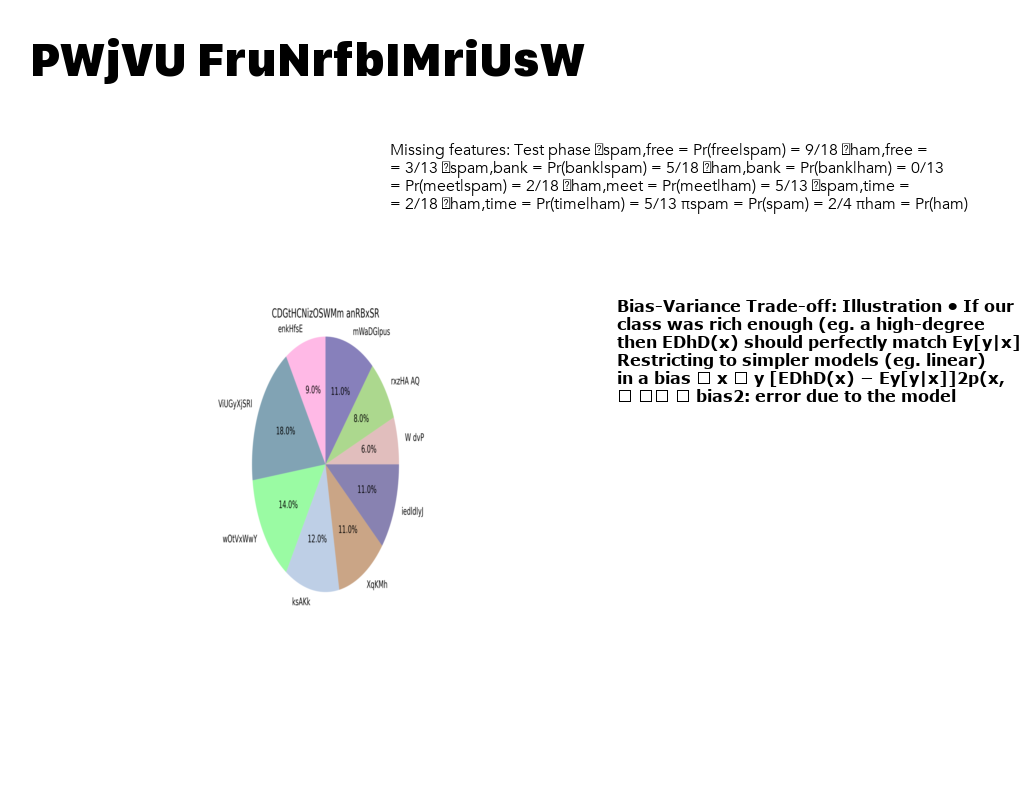 PWjVU FruNrfbIMriUsW
Missing features: Test phase spam,free = Pr(free|spam) = 9/18 ham,free =
= 3/13 spam,bank = Pr(bank|spam) = 5/18 ham,bank = Pr(bank|ham) = 0/13
= Pr(meet|spam) = 2/18 ham,meet = Pr(meet|ham) = 5/13 spam,time =
= 2/18 ham,time = Pr(time|ham) = 5/13 πspam = Pr(spam) = 2/4 πham = Pr(ham)
Bias-Variance Trade-off: Illustration • If our
class was rich enough (eg. a high-degree
then EDhD(x) should perfectly match Ey[y|x]
Restricting to simpler models (eg. linear)
in a bias □ x □ y [EDhD(x) − Ey[y|x]]2p(x,
□ □□ □ bias2: error due to the model
CDGtHCNizOSWMm anRBxSR
enkHfsE
mWaDGlpus
9.0%
11.0%
rxzHA AQ
ViUGyXjSRl
8.0%
18.0%
W dvP
6.0%
11.0%
14.0%
iedIdlyJ
11.0%
12.0%
wOtVxWwY
XqKMh
ksAKk